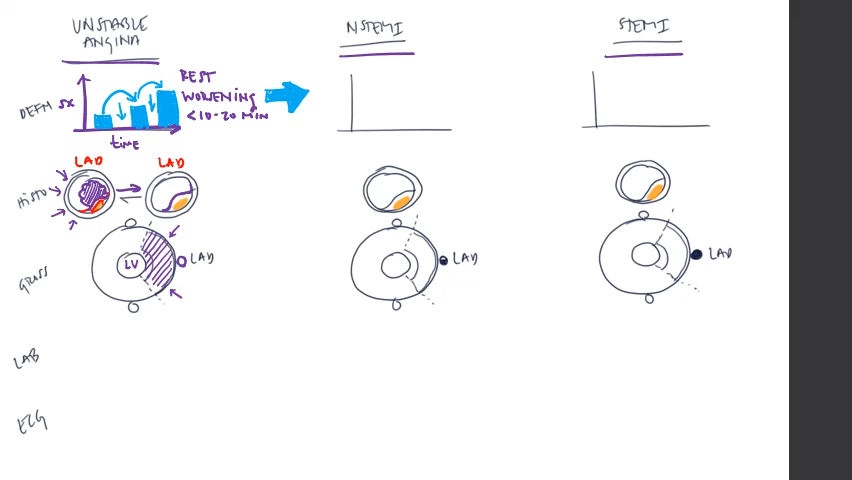 UNSTABLE
ANGINA
NSTEMI
STEMI
DEFN
SX
REST
WORSENING
<10-20 MIN
time
HISTO
LAD
LAD
GROSS
LV
LAD
LAD
LAD
LAB
ECG